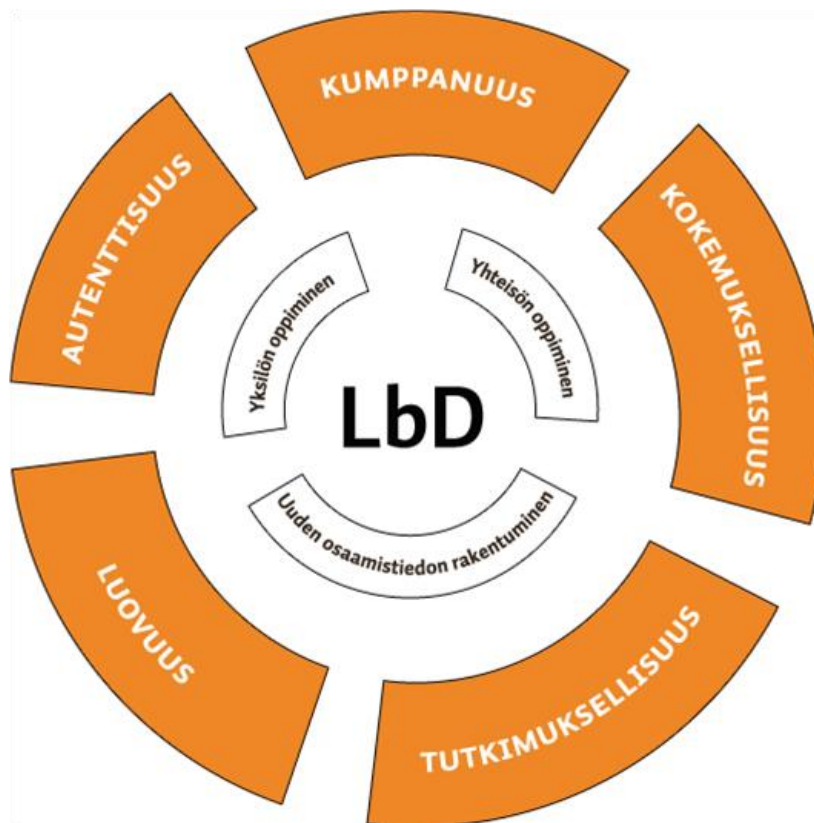 KUMPPANUUS
KOKEMUKSELLISUUS
TUTKIMUKSELLISUUS
LUOVUUS
AUTENTTISUUS
Yksilön oppiminen
Yhteisön oppiminen
Uuden osaamistiedon rakentuminen
LbD